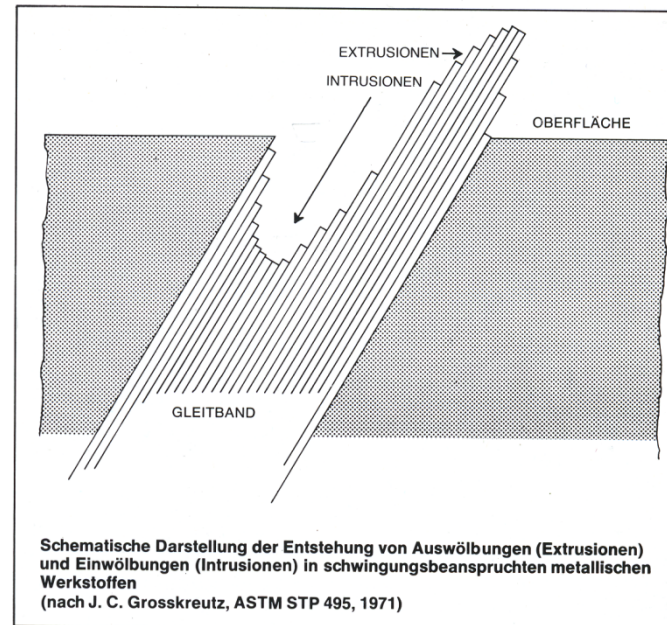 EXTRUSIONEN
INTRUSIONEN
OBERFLÄCHE
GLEITBAND
Schematische Darstellung der Entstehung von Auswölbungen (Extrusionen)
und Einwölbungen (Intrusionen) in schwingungsbeanspruchten metallischen
Werkstoffen
(nach J. C. Grosskreutz, ASTM STP 495, 1971)